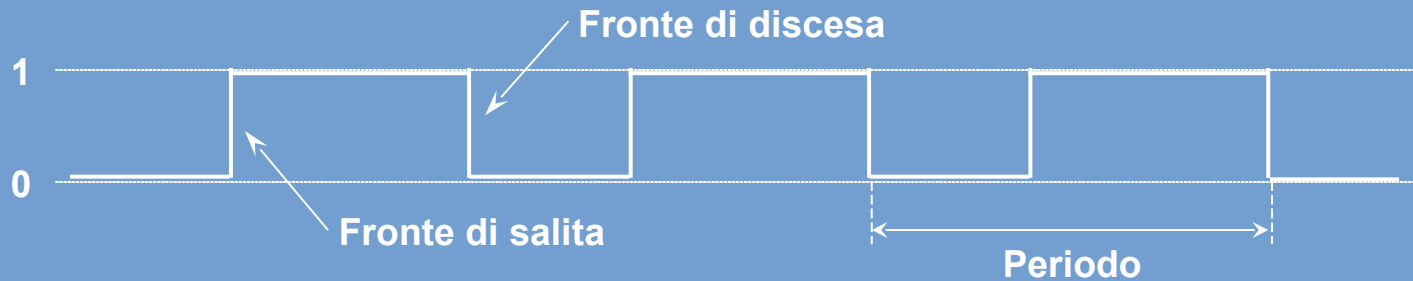 Fronte di discesa
1
0
Fronte di salita
Periodo